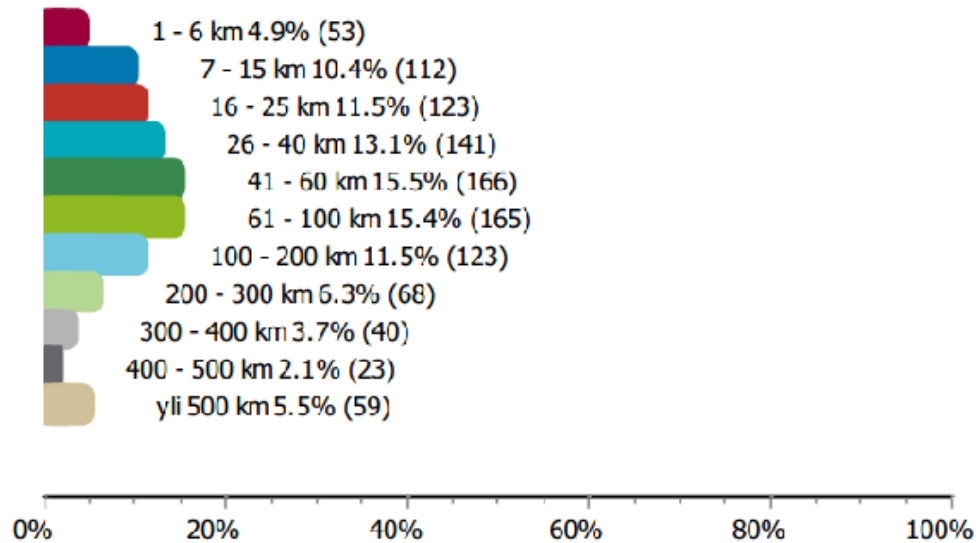 1 - 6 km 4.9% (53)
7 - 15 km 10.4% (112)
16 - 25 km 11.5% (123)
26 - 40 km 13.1% (141)
41 - 60 km 15.5% (166)
61 - 100 km 15.4% (165)
100 - 200 km 11.5% (123)
200 - 300 km 6.3% (68)
300 - 400 km 3.7% (40)
400 - 500 km 2.1% (23)
yli 500 km 5.5% (59)
0% 20% 40% 60% 80% 100%